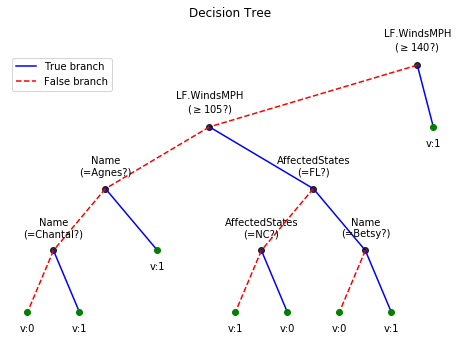 Decision Tree
True branch
False branch
LF.WindsMPH
(≥ 140?)
LF.WindsMPH
(≥ 105?)
v:1
Name
(=Agnes?)
AffectedStates
(=FL?)
Name
(=Chantal?)
v:1
AffectedStates
(=NC?)
Name
(=Betsy?)
v:0
v:1
v:1
v:0
v:0
v:1